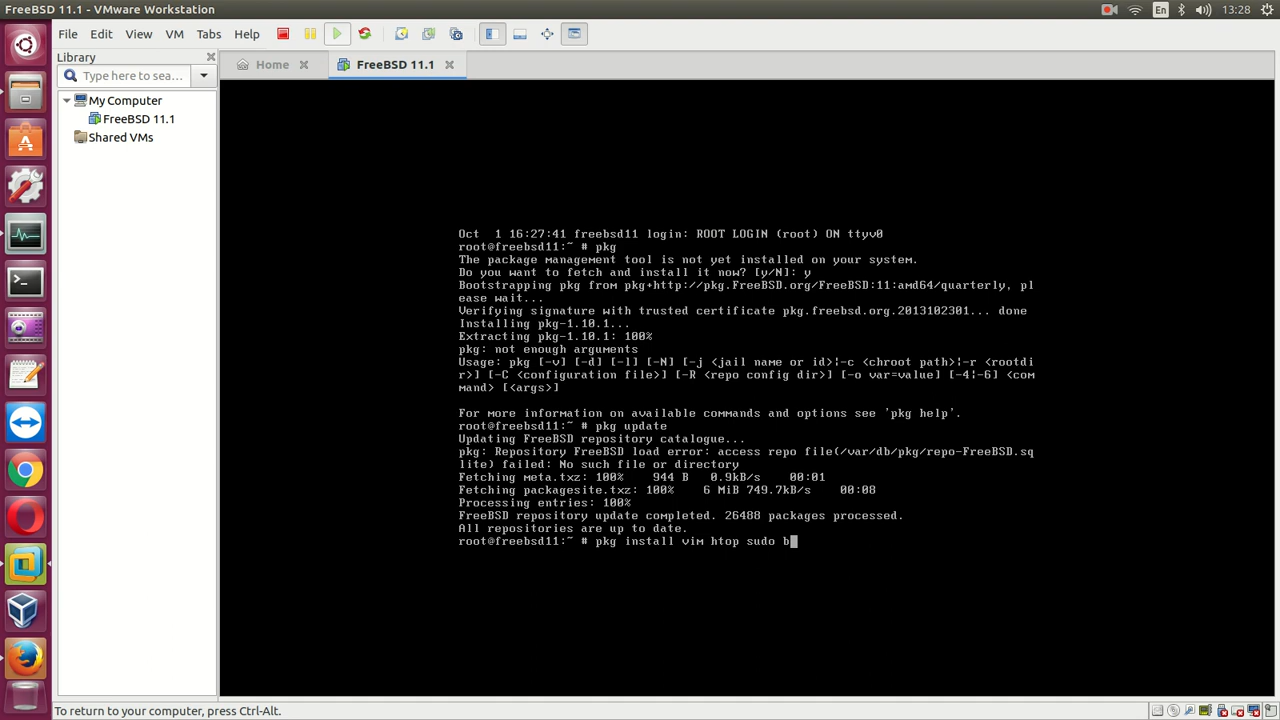 FreeBSD 11.1 - VMware Workstation
En
13:28
File Edit View VM Tabs Help
Library
Type here to sea...
My Computer
FreeBSD 11.1
Shared VMs
Home
FreeBSD 11.1
Oct  1 16:27:41 freebsd11 login: ROOT LOGIN (root) ON ttyv0
root@freebsd11:~ # pkg
The package management tool is not yet installed on your system.
Do you want to fetch and install it now? [y/N]: y
Bootstrapping pkg from pkg+http://pkg.FreeBSD.org/FreeBSD:11:amd64/quarterly, pl
ease wait...
Verifying signature with trusted certificate pkg.freebsd.org.2013102301... done
Installing pkg-1.10.1...
Extracting pkg-1.10.1: 100%
pkg: not enough arguments
Usage: pkg [-v] [-d] [-l] [-N] [-j <jail name or id>|-c <chroot path>|-r <rootdi
r>] [-C <configuration file>] [-R <repo config dir>] [-o var=value] [-4|-6] <com
mand> [<args>]
For more information on available commands and options see 'pkg help'.
root@freebsd11:~ # pkg update
Updating FreeBSD repository catalogue...
pkg: Repository FreeBSD load error: access repo file(/var/db/pkg/repo-FreeBSD.sq
lite) failed: No such file or directory
Fetching meta.txz: 100%    944 B   0.9kB/s    00:01
Fetching packagesite.txz: 100%    6 MiB 749.7kB/s    00:08
Processing entries: 100%
FreeBSD repository update completed. 26488 packages processed.
All repositories are up to date.
root@freebsd11:~ # pkg install vim htop sudo b
To return to your computer, press Ctrl-Alt.